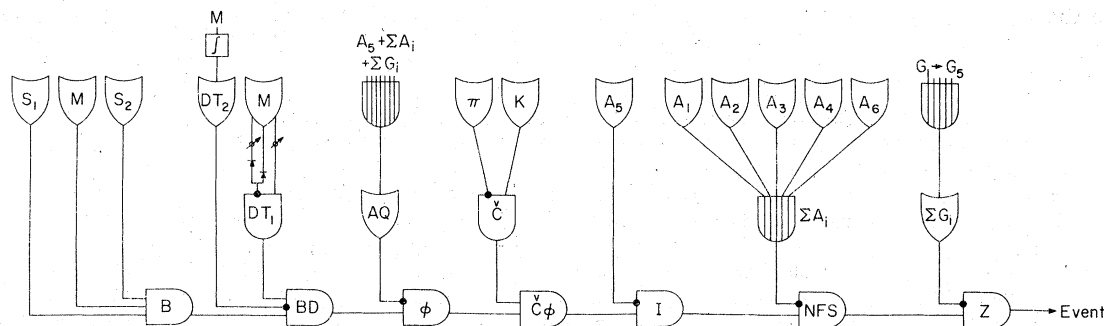 M
∫
A5 + ΣAi
+ ΣGi
G1 → G5
S1 M S2 DT2 M π K A5 A1 A2 A3 A4 A6
DT1 AQ Č ΣAi ΣGi
B BD φ Čφ I NFS Z Event